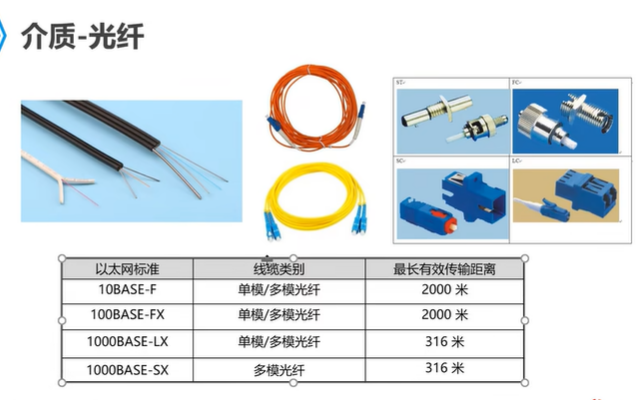 介质-光纤
ST
FC
SC
LC
以太网标准 线缆类别 最长有效传输距离
10BASE-F 单模/多模光纤 2000 米
100BASE-FX 单模/多模光纤 2000 米
1000BASE-LX 单模/多模光纤 316 米
1000BASE-SX 多模光纤 316 米